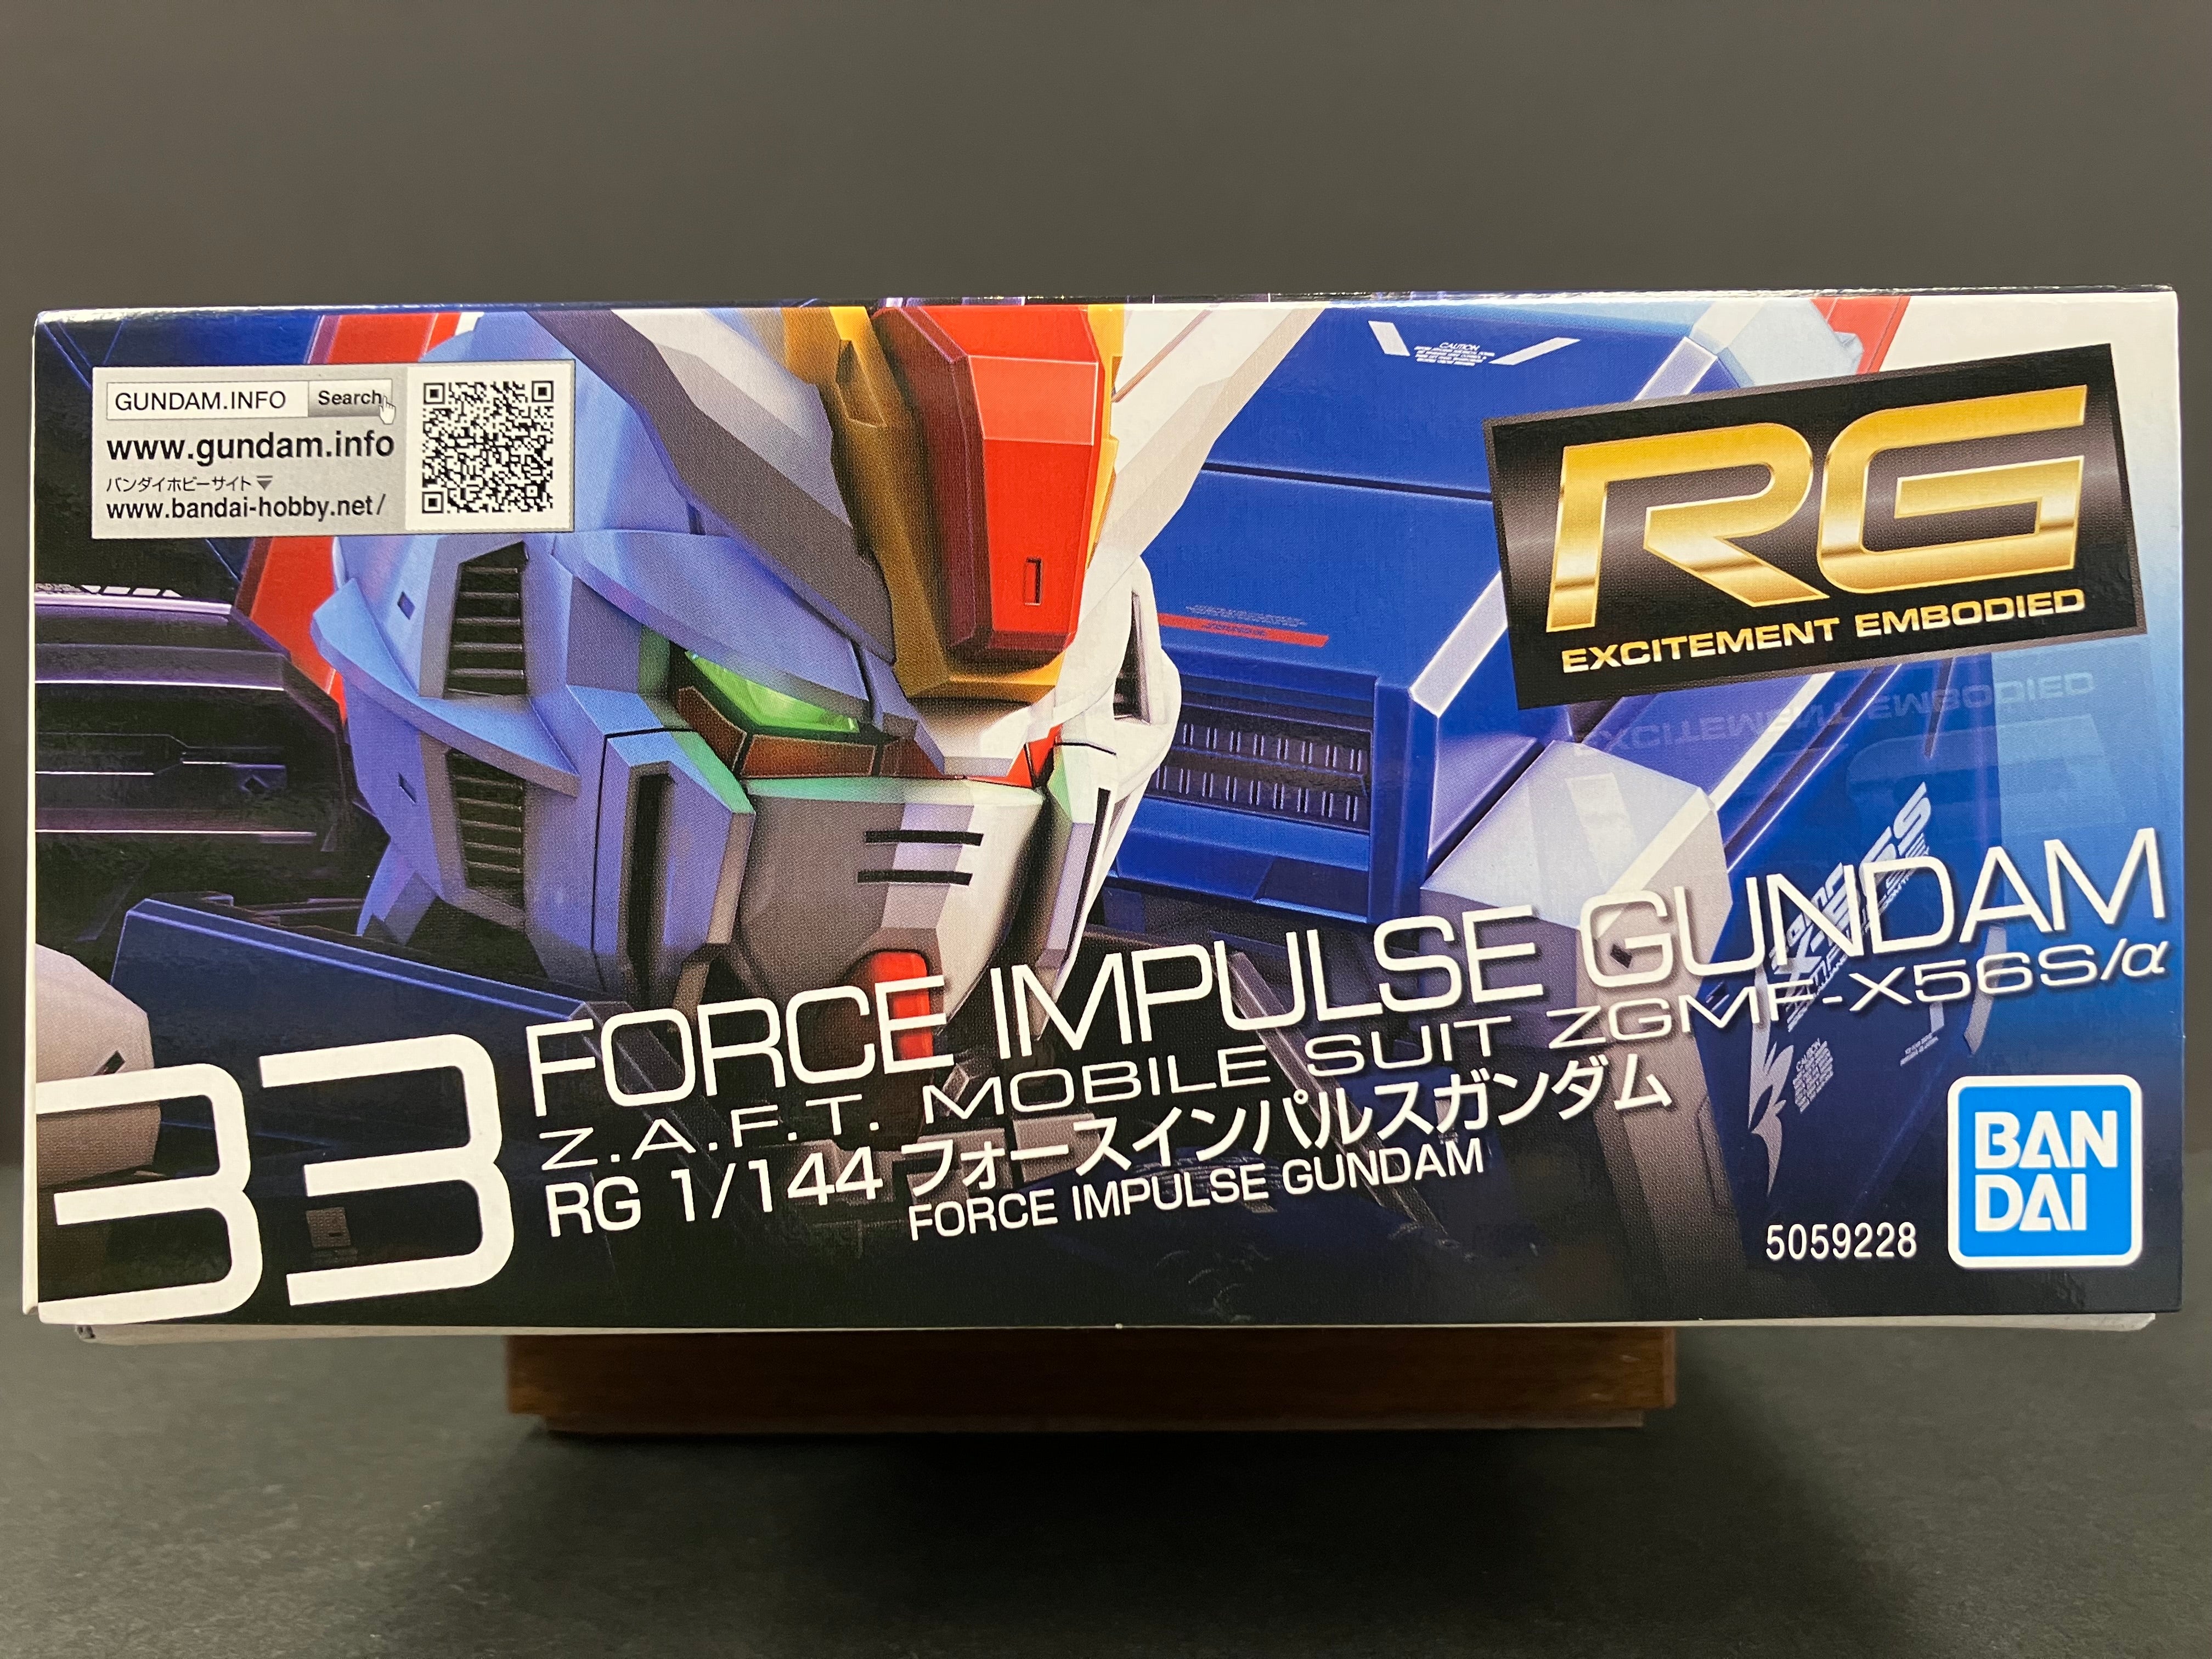 GUNDAM.INFO Search
www.gundam.info
バンダイホビーサイト
www.bandai-hobby.net/
CAUTION
RG
EXCITEMENT EMBODIED
33
FORCE IMPULSE GUNDAM
Z.A.F.T. MOBILE SUIT ZGMF-X56S/α
RG 1/144 フォースインパルスガンダム
FORCE IMPULSE GUNDAM
5059228
BAN
DAI